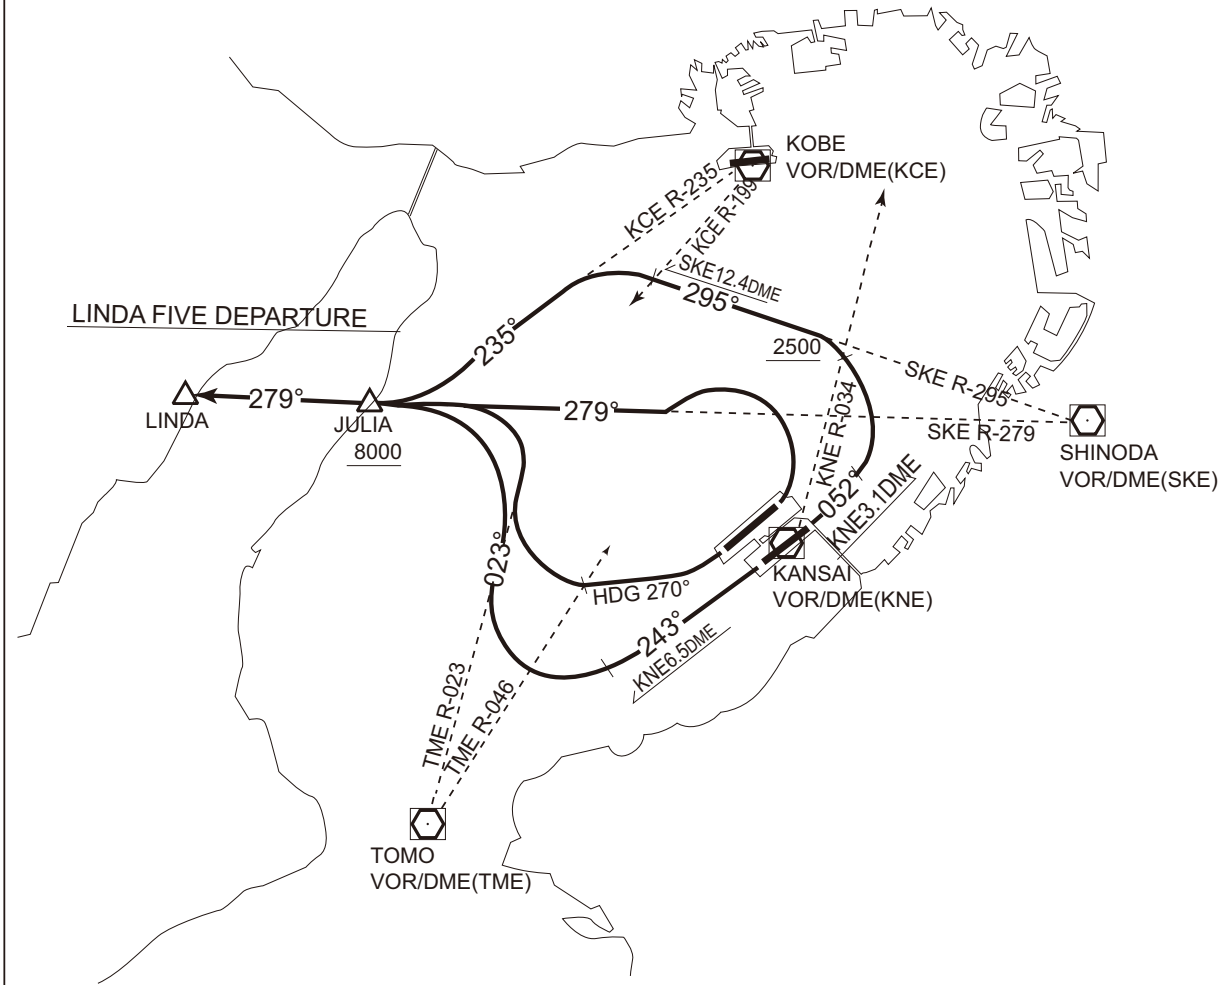 KOBE
VOR/DME(KCE)
KCE R-235
KCE R-199
SKE12.4DME
295°
LINDA FIVE DEPARTURE
235°
2500
SKE R-295
279°
LINDA
JULIA
8000
279°
KNE R-034
SKE R-279
SHINODA
VOR/DME(SKE)
052°
KNE3.1DME
023°
KANSAI
VOR/DME(KNE)
HDG 270°
243°
KNE6.5DME
TME R-023
TME R-046
TOMO
VOR/DME(TME)